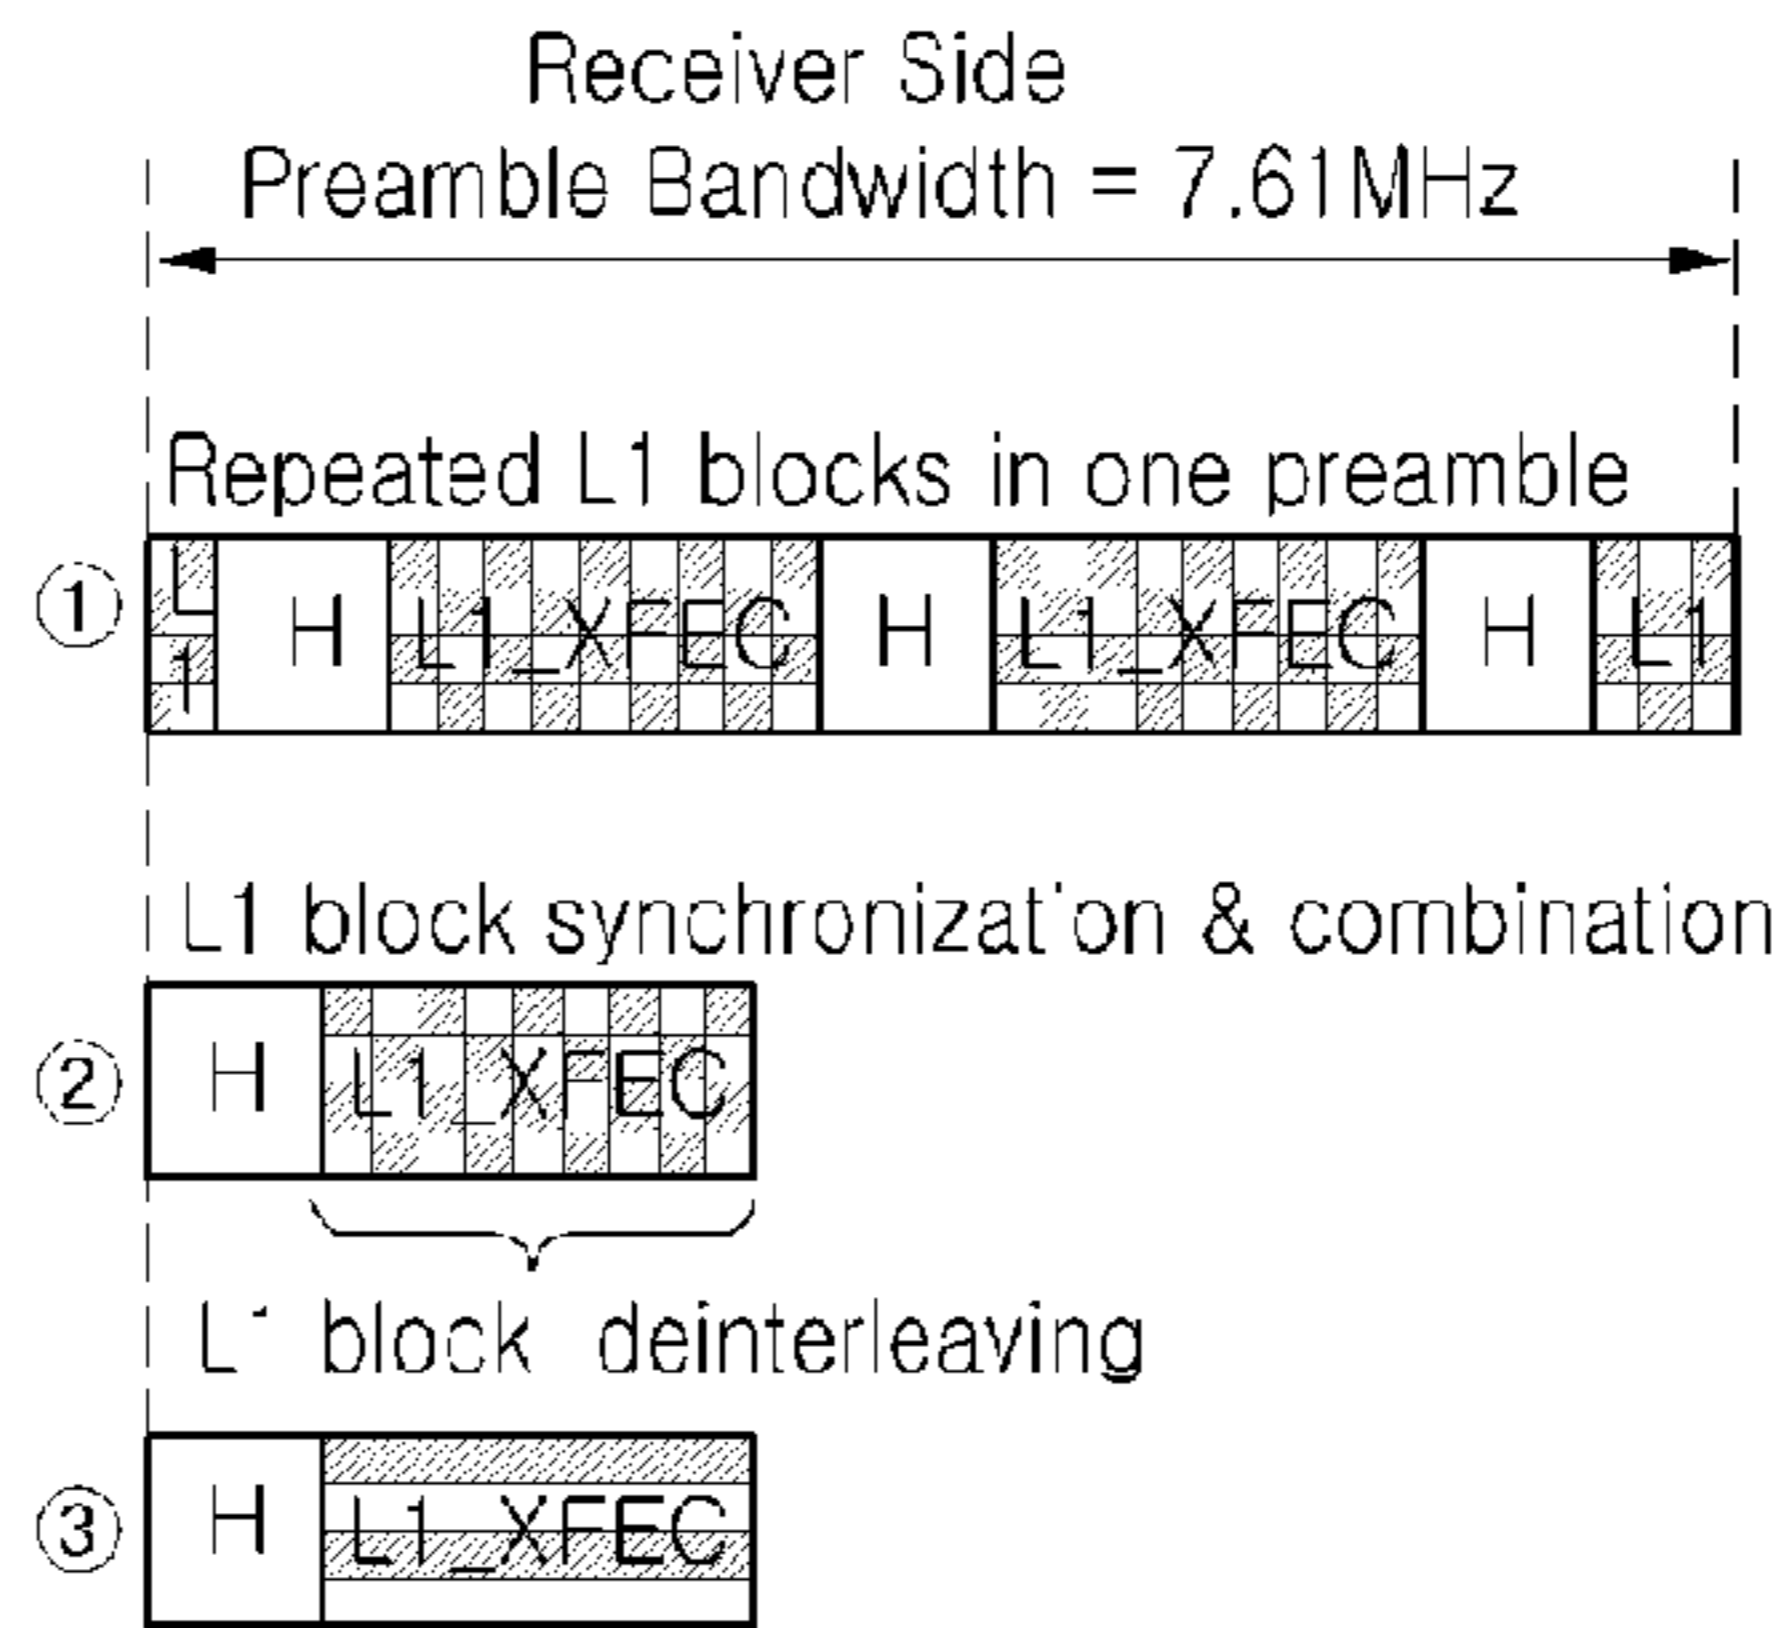 Receiver Side
Preamble Bandwidth = 7.61MHz
Repeated L1 blocks in one preamble
① L1 H L1_XFEC H L1_XFEC H L1
L1 block synchronization & combination
② H L1_XFEC
L1 block deinterleaving
③ H L1_XFEC